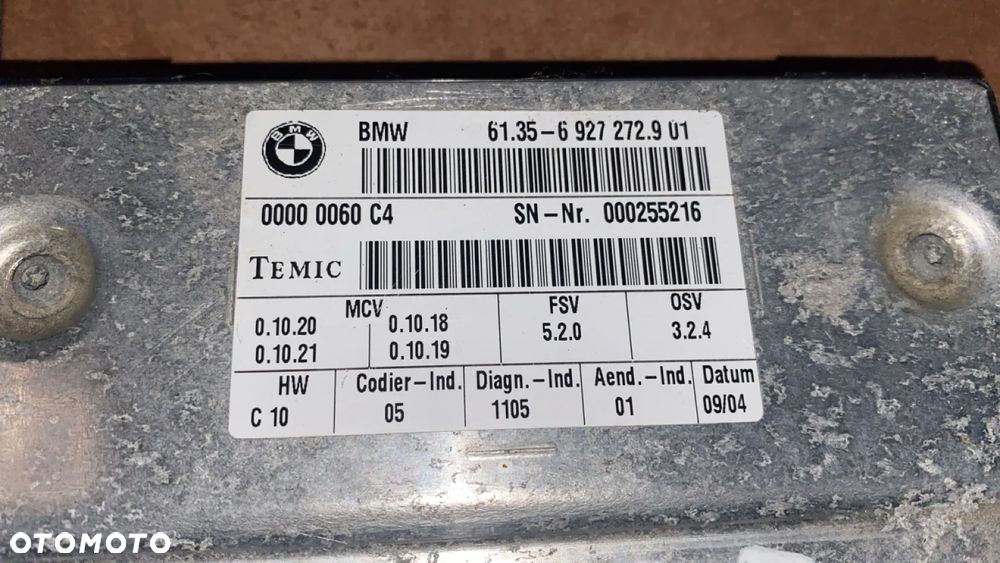 BMW
BMW 61.35-6 927 272.9 01
0000 0060 C4 SN-Nr. 000255216
TEMIC
MCV FSV OSV
0.10.20 0.10.18 5.2.0 3.2.4
0.10.21 0.10.19
HW Codier-Ind. Diagn.-Ind. Aend.-Ind. Datum
C 10 05 1105 01 09/04
OTOMOTO